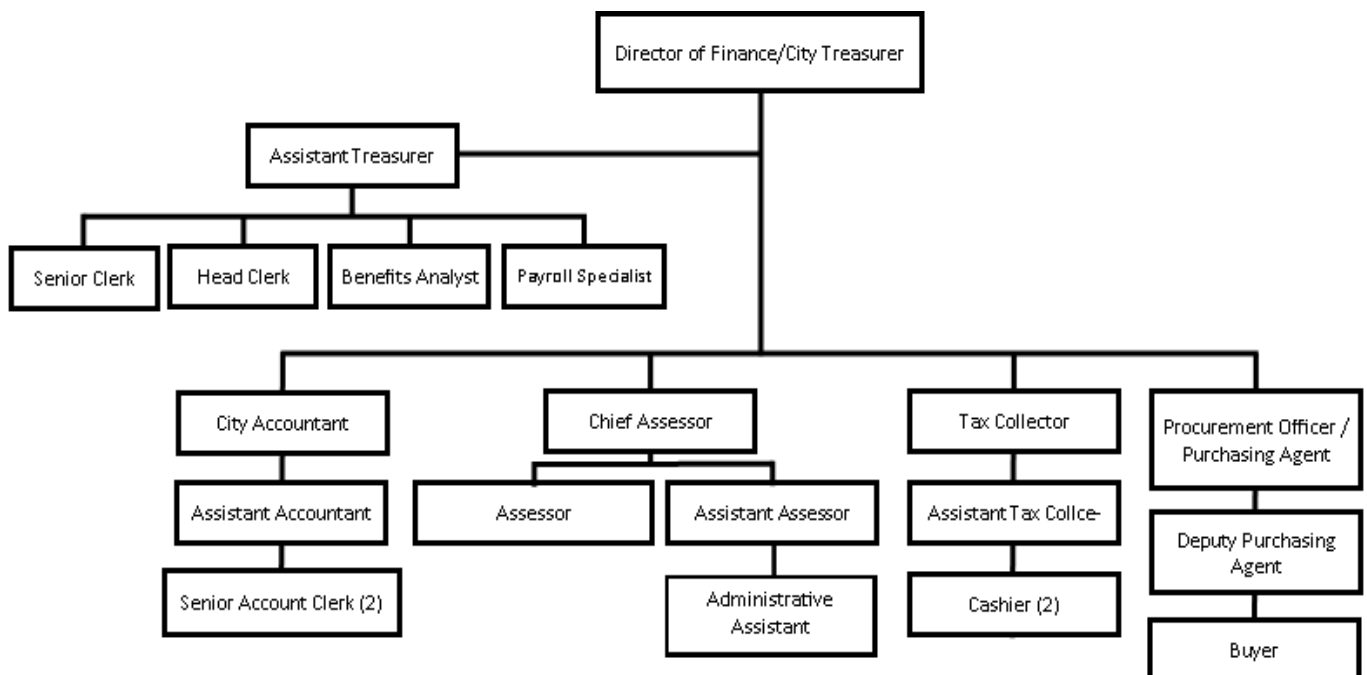 Director of Finance/City Treasurer
Assistant Treasurer
Senior Clerk
Head Clerk
Benefits Analyst
Payroll Specialist
City Accountant
Chief Assessor
Tax Collector
Procurement Officer /
Purchasing Agent
Assistant Accountant
Assessor
Assistant Assessor
Assistant Tax Collce-
Deputy Purchasing
Agent
Senior Account Clerk (2)
Administrative
Assistant
Cashier (2)
Buyer